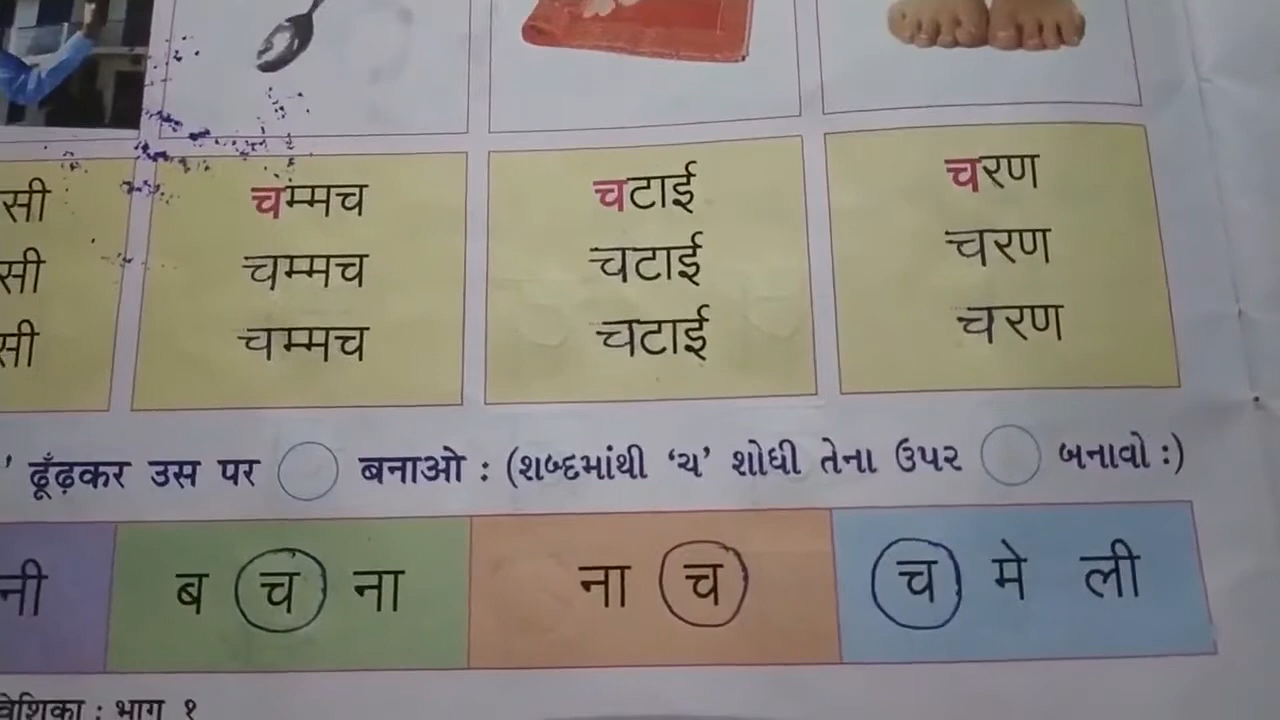 सी चम्मच चटाई चरण
सी चम्मच चटाई चरण
सी चम्मच चटाई चरण
' ढूँढ़कर उस पर बनाओ : (શબ્દમાંથી ‘ચ’ શોધી તેના ઉપર બનાવો :)
नी ब च ना ना च च मे ली
वेशिका : भाग १